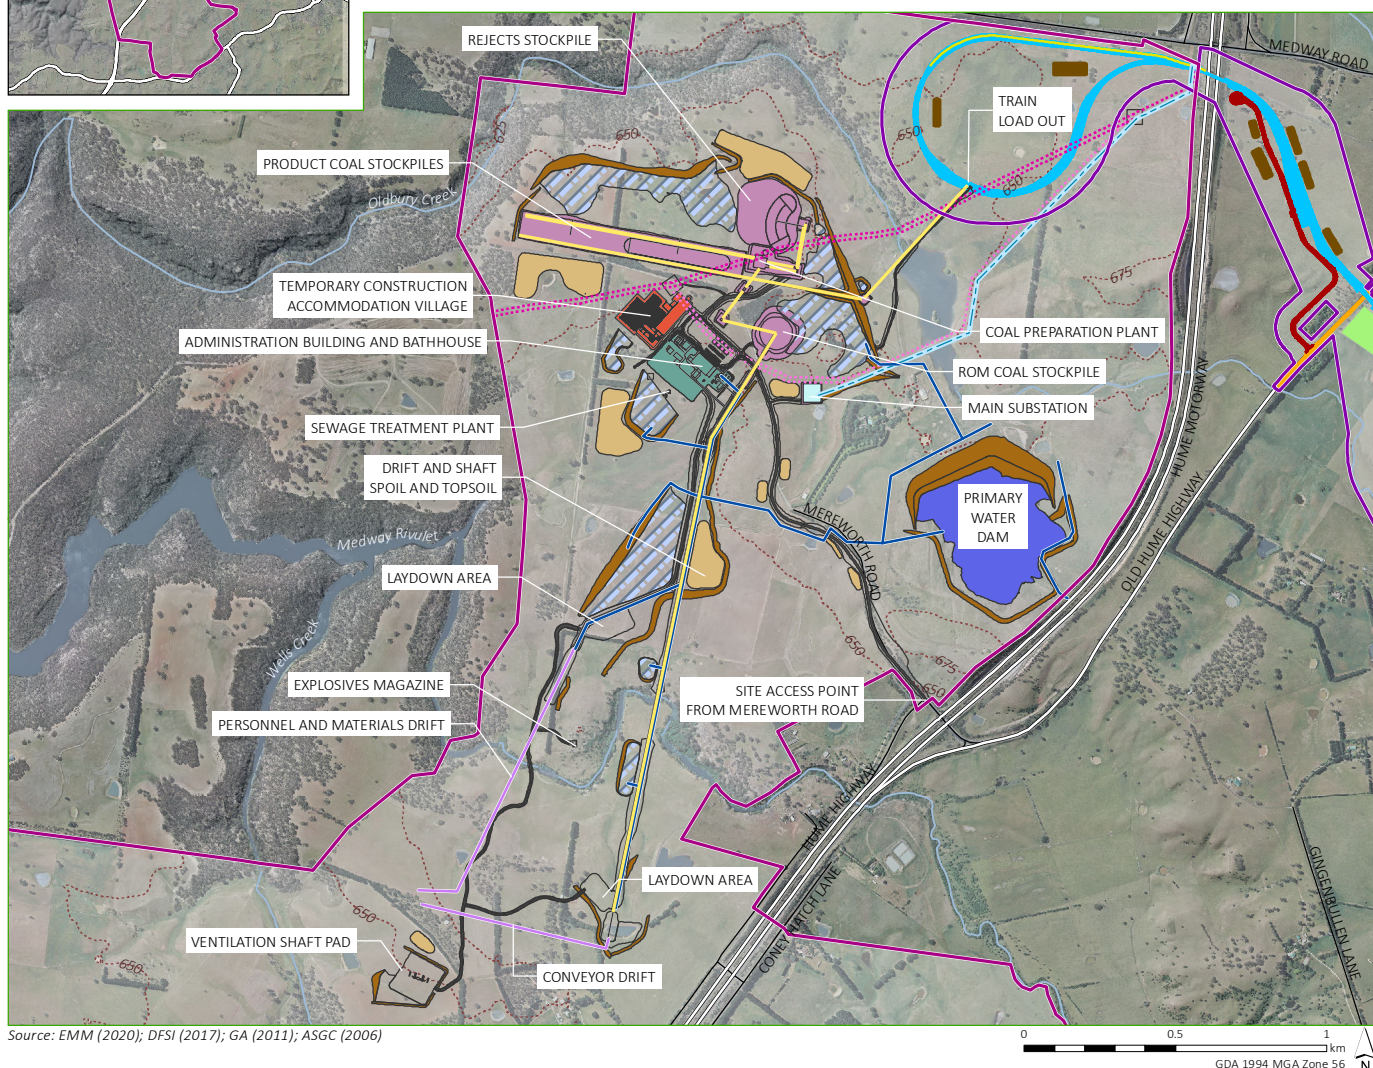 REJECTS STOCKPILE
MEDWAY ROAD
TRAIN
LOAD OUT
625
650
650
PRODUCT COAL STOCKPILES
650
Oldbury Creek
675
TEMPORARY CONSTRUCTION
ACCOMMODATION VILLAGE
COAL PREPARATION PLANT
ADMINISTRATION BUILDING AND BATHHOUSE
ROM COAL STOCKPILE
MAIN SUBSTATION
HUME MOTORWAY
SEWAGE TREATMENT PLANT
DRIFT AND SHAFT
SPOIL AND TOPSOIL
PRIMARY
WATER
DAM
MEREWORTH ROAD
OLD HUME HIGHWAY
Medway Rivulet
LAYDOWN AREA
Wells Creek
650
675
EXPLOSIVES MAGAZINE
650
SITE ACCESS POINT
FROM MEREWORTH ROAD
PERSONNEL AND MATERIALS DRIFT
HUME HIGHWAY
LAYDOWN AREA
CONEY HATCH LANE
GINGENBULLEN LANE
650
VENTILATION SHAFT PAD
650
CONVEYOR DRIFT
Source: EMM (2020); DFSI (2017); GA (2011); ASGC (2006)
0 0.5 1
km
GDA 1994 MGA Zone 56
N